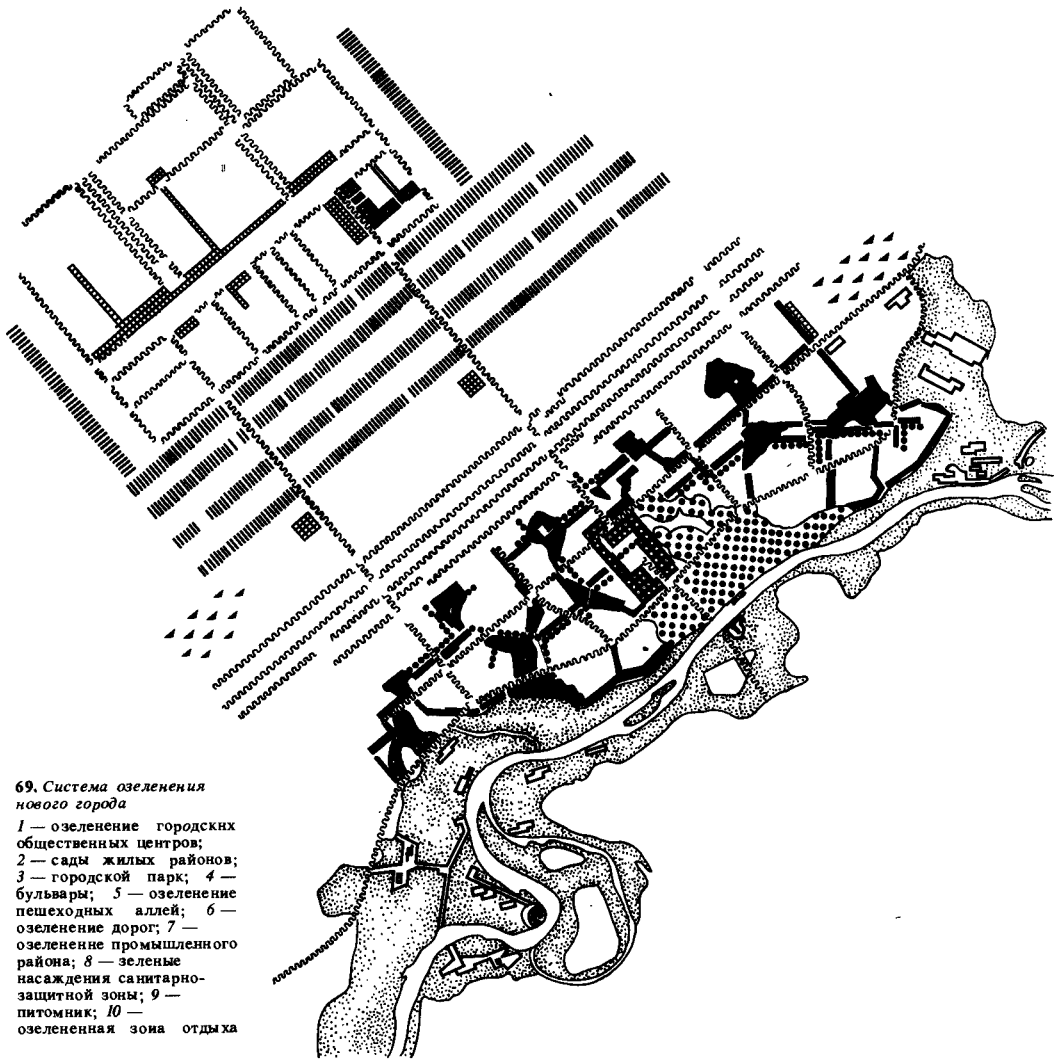 69. Система озеленения
нового города
1 — озеленение городских
общественных центров;
2 — сады жилых районов;
3 — городской парк; 4 —
бульвары; 5 — озеленение
пешеходных аллей; 6 —
озеленение дорог; 7 —
озеленение промышленного
района; 8 — зеленые
насаждения санитарно-
защитной зоны; 9 —
питомник; 10 —
озелененная зона отдыха